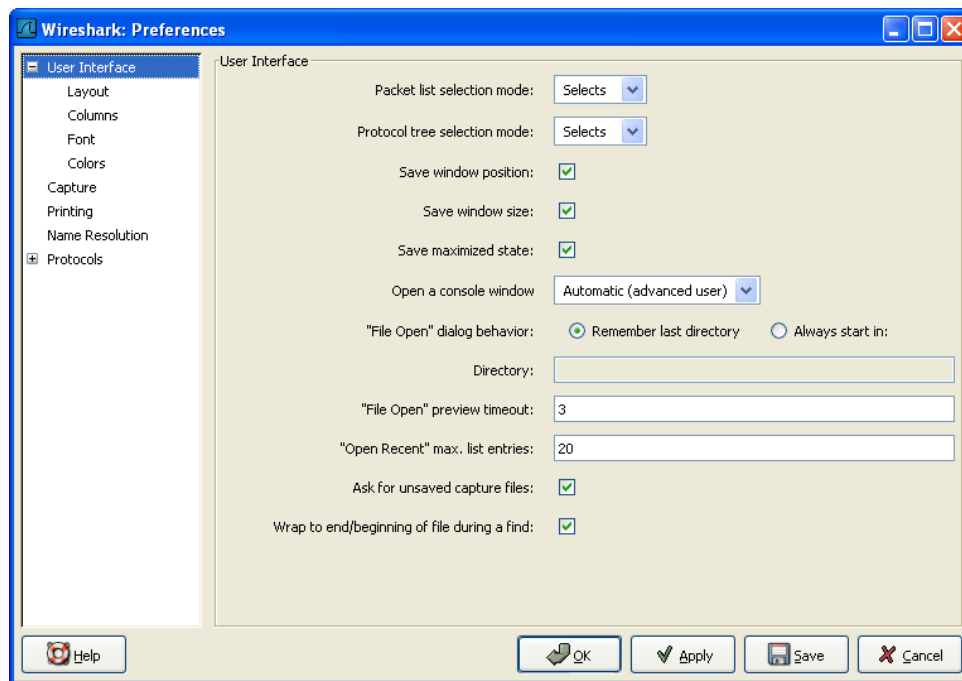 Wireshark: Preferences
User Interface
Layout
Columns
Font
Colors
Capture
Printing
Name Resolution
Protocols
User Interface
Packet list selection mode: Selects
Protocol tree selection mode: Selects
Save window position:
Save window size:
Save maximized state:
Open a console window Automatic (advanced user)
"File Open" dialog behavior: Remember last directory Always start in:
Directory:
"File Open" preview timeout: 3
"Open Recent" max. list entries: 20
Ask for unsaved capture files:
Wrap to end/beginning of file during a find:
Help OK Apply Save Cancel